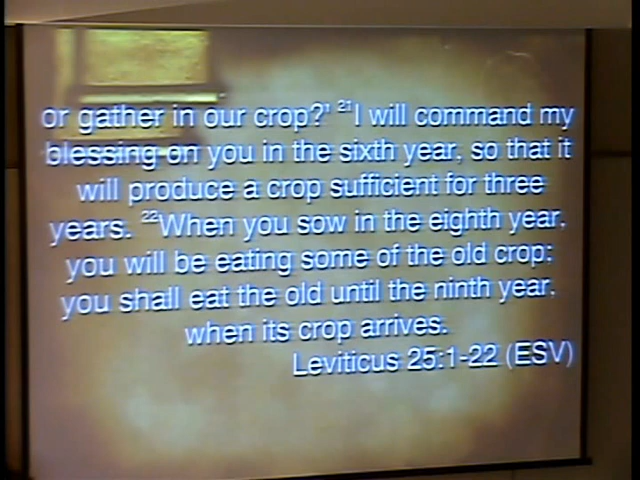 or gather in our crop?' ²¹I will command my
blessing on you in the sixth year, so that it
will produce a crop sufficient for three
years. ²²When you sow in the eighth year,
you will be eating some of the old crop;
you shall eat the old until the ninth year,
when its crop arrives.
Leviticus 25:1-22 (ESV)